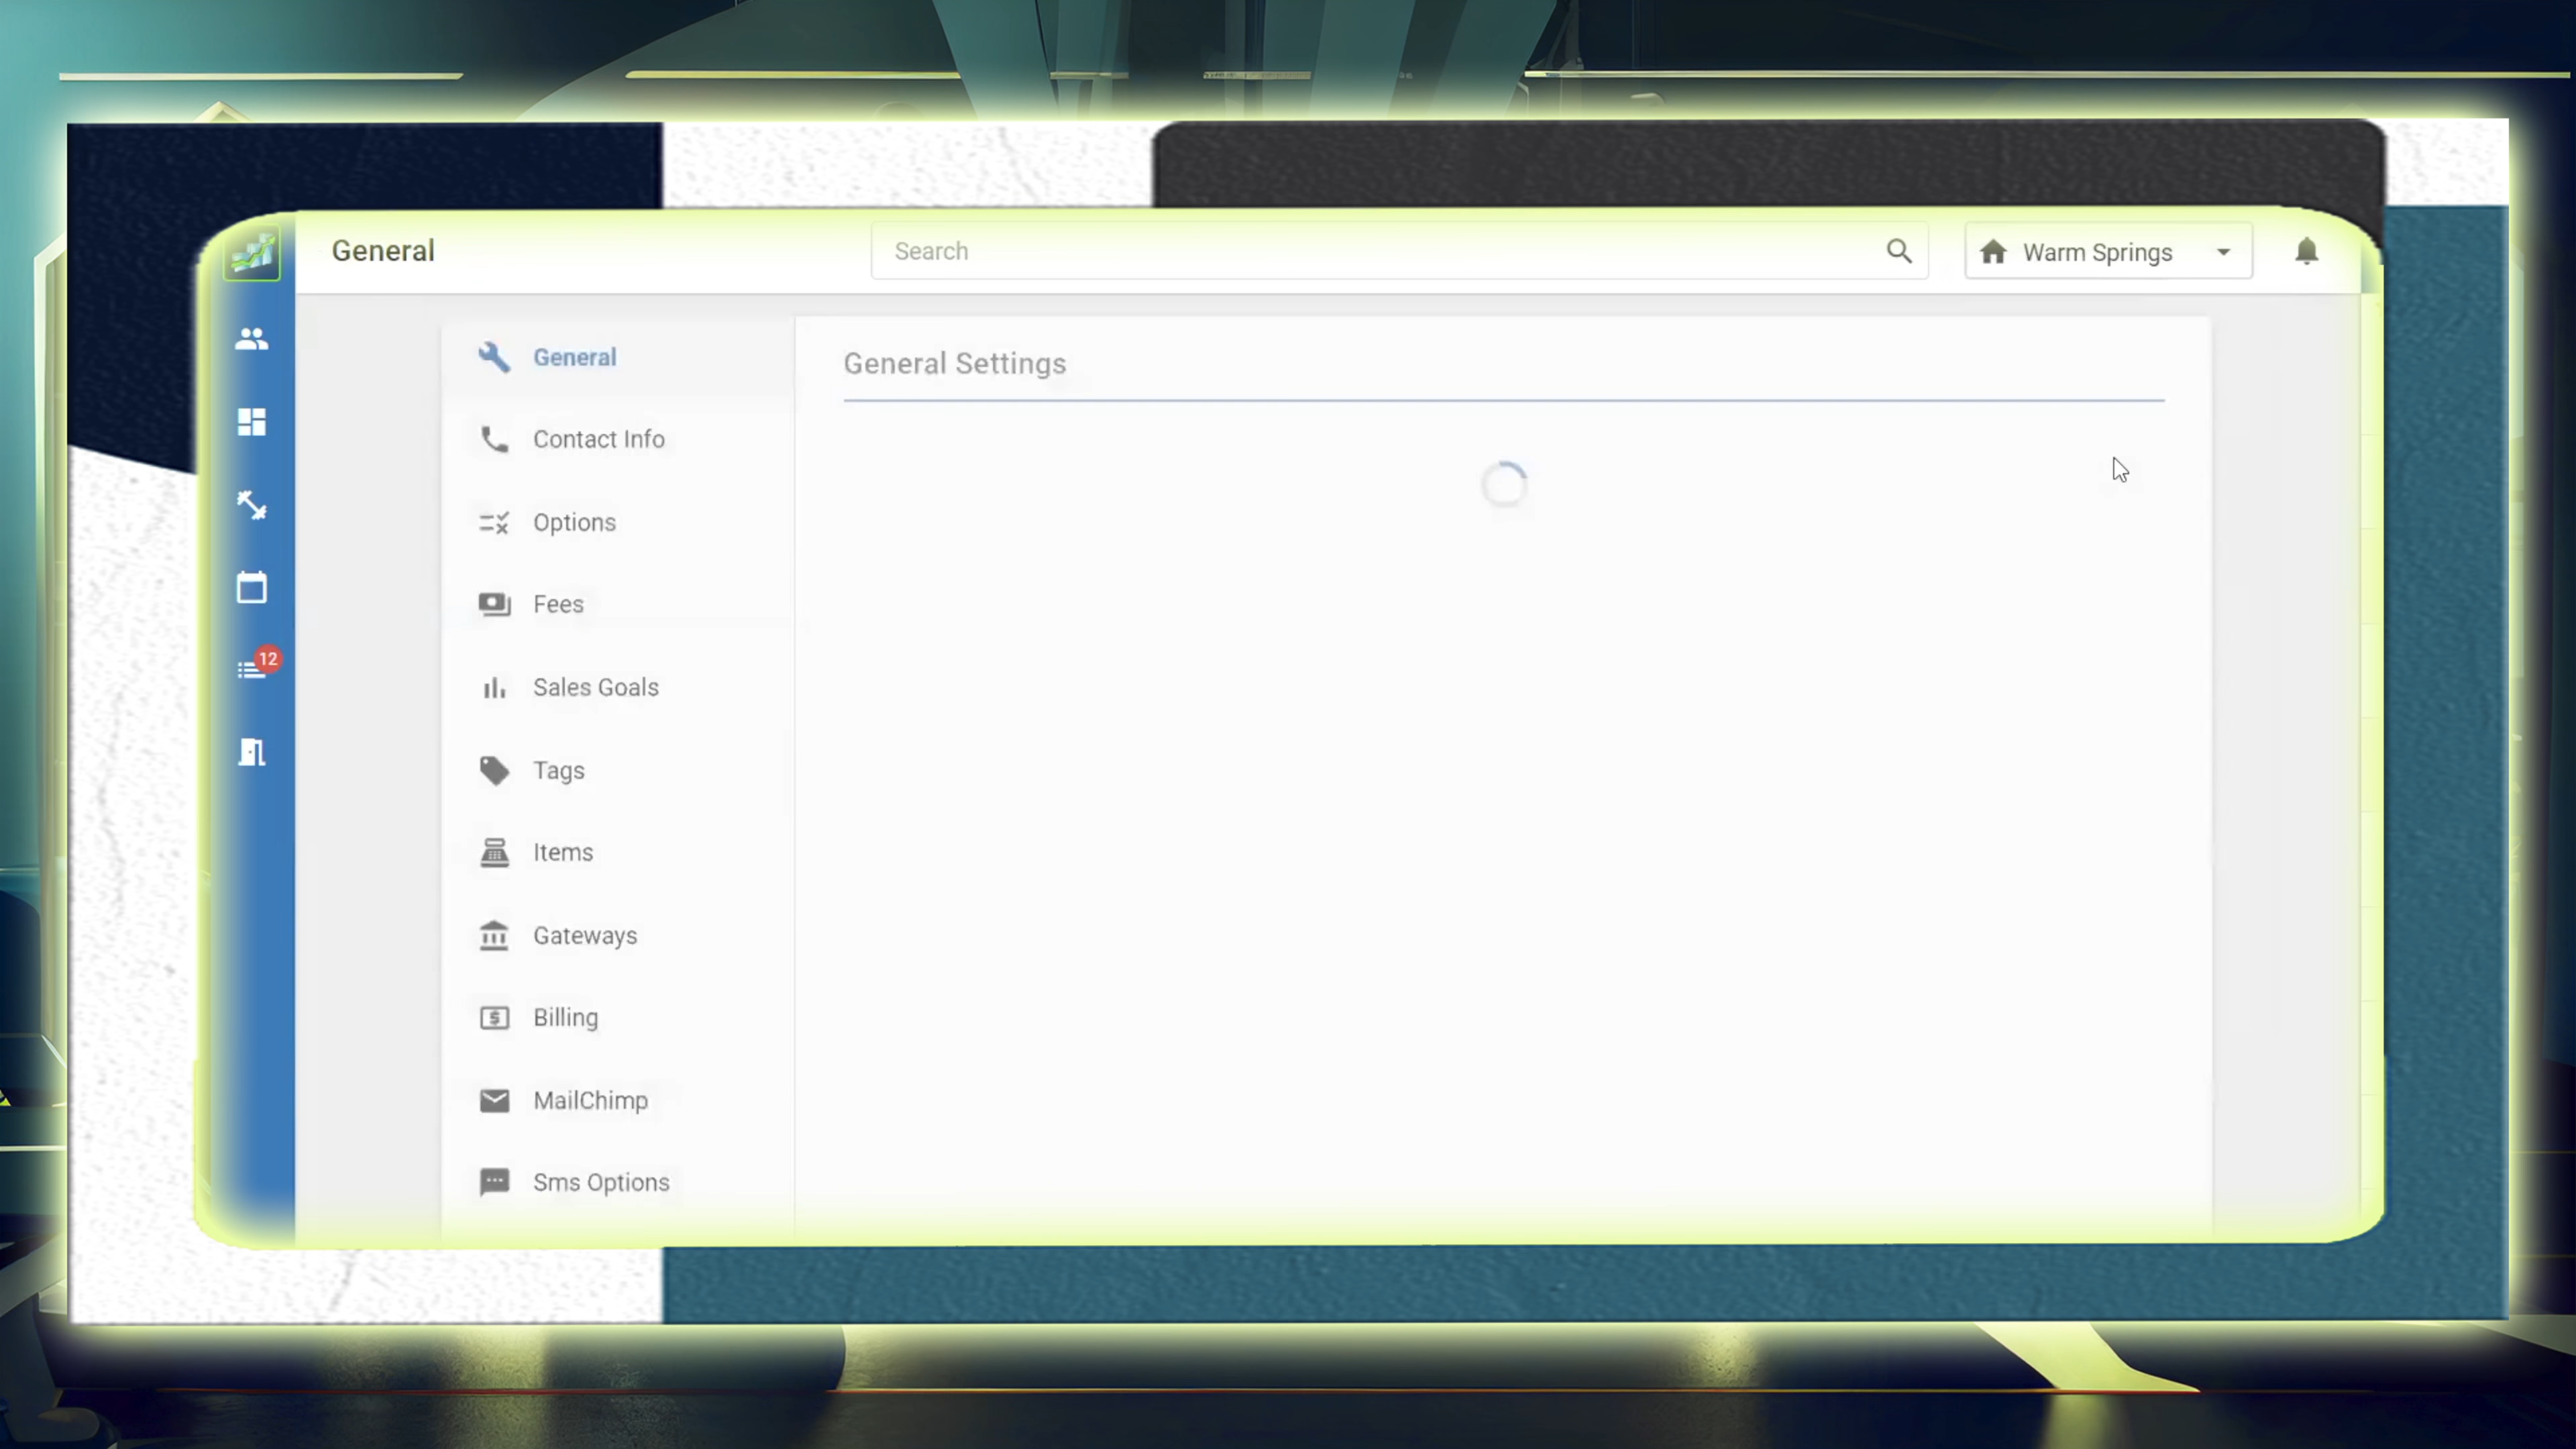 General
Search
Warm Springs
General
General Settings
Contact Info
Options
Fees
12
Sales Goals
Tags
Items
Gateways
Billing
MailChimp
Sms Options